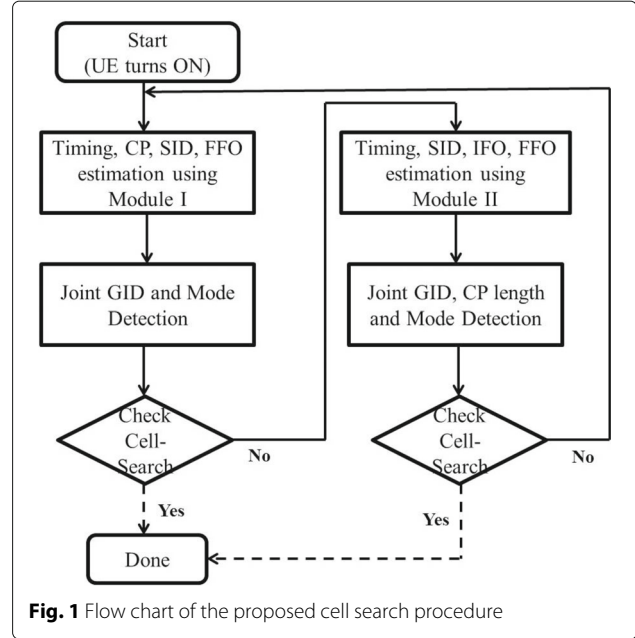 Start
(UE turns ON)
Timing, CP, SID, FFO
estimation using
Module I
Joint GID and Mode
Detection
Check
Cell-
Search
No
Yes
Done
Timing, SID, IFO, FFO
estimation using
Module II
Joint GID, CP length
and Mode Detection
Check
Cell-
Search
No
Yes
Fig. 1 Flow chart of the proposed cell search procedure